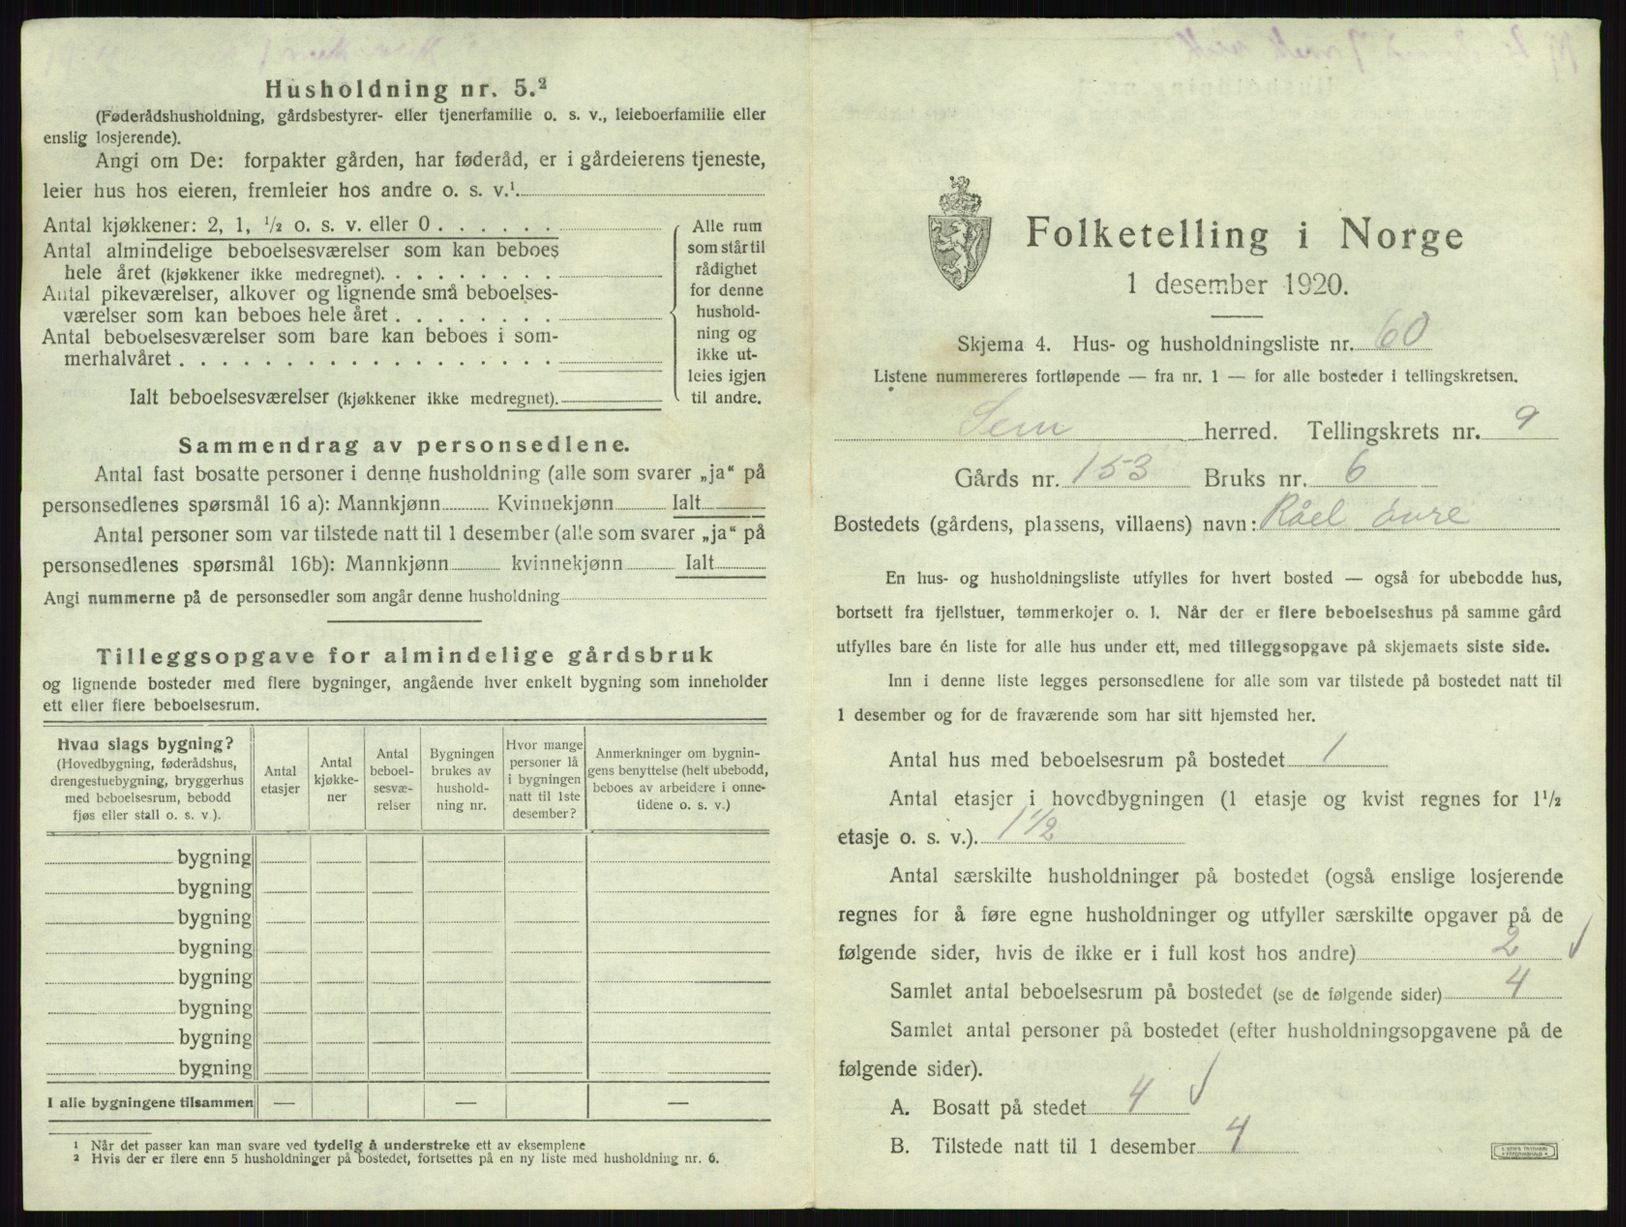 Husholdning nr. 5.²
(Føderådshusholdning, gårdsbestyrer- eller tjenerfamilie o. s. v., leieboerfamilie eller
enslig losjerende).
Angi om De: forpakter gården, har føderåd, er i gårdeierens tjeneste,
leier hus hos eieren, fremleier hos andre o. s. v.¹
Antal kjøkkener: 2, 1, ½ o. s. v. eller 0
Antal almindelige beboelsesværelser som kan beboes
hele året (kjøkkener ikke medregnet).
Antal pikeværelser, alkover og lignende små beboelses-
værelser som kan beboes hele året
Antal beboelsesværelser som bare kan beboes i som-
merhalvåret
Ialt beboelsesværelser (kjøkkener ikke medregnet).
Alle rum
som står til
rådighet
for denne
hushold-
ning og
ikke ut-
leies igjen
til andre.
Sammendrag av personsedlene.
Antal fast bosatte personer i denne husholdning (alle som svarer „ja“ på
personsedlenes spørsmål 16 a): Mannkjønn Kvinnekjønn Ialt
Antal personer som var tilstede natt til 1 desember (alle som svarer „ja“ på
personsedlenes spørsmål 16b): Mannkjønn kvinnekjønn Ialt
Angi nummerne på de personsedler som angår denne husholdning
Tilleggsopgave for almindelige gårdsbruk
og lignende bosteder med flere bygninger, angående hver enkelt bygning som inneholder
ett eller flere beboelsesrum.
Hvad slags bygning?
(Hovedbygning, føderådshus,
drengestuebygning, bryggerhus
med beboelsesrum, bebodd
fjøs eller stall o. s. v.).
Antal
etasjer
Antal
kjøkke-
ner
Antal
beboel-
sesvæ-
relser
Bygningen
brukes av
hushold-
ning nr.
Hvor mange
personer lå
i bygningen
natt til 1ste
desember?
Anmerkninger om bygnin-
gens benyttelse (helt ubebodd,
beboes av arbeidere i onne-
tidene o. s. v.)
bygning
bygning
bygning
bygning
bygning
bygning
bygning
bygning
I alle bygningene tilsammen — — —
¹ Når det passer kan man svare ved tydelig å understreke ett av eksemplene
² Hvis der er flere enn 5 husholdninger på bostedet, fortsettes på en ny liste med husholdning nr. 6.
Folketelling i Norge
1 desember 1920.
Skjema 4. Hus- og husholdningsliste nr. 60
Listene nummereres fortløpende — fra nr. 1 — for alle bosteder i tellingskretsen.
Sem herred. Tellingskrets nr. 9
Gårds nr. 153 Bruks nr. 6
Bostedets (gårdens, plassens, villaens) navn: Råel øvre
En hus- og husholdningsliste utfylles for hvert bosted — også for ubebodde hus,
bortsett fra fjellstuer, tømmerkojer o. l. Når der er flere beboelseshus på samme gård
utfylles bare én liste for alle hus under ett, med tilleggsopgave på skjemaets siste side.
Inn i denne liste legges personsedlene for alle som var tilstede på bostedet natt til
1 desember og for de fraværende som har sitt hjemsted her.
Antal hus med beboelsesrum på bostedet 1
Antal etasjer i hovedbygningen (1 etasje og kvist regnes for 1½
etasje o. s. v.). 1½
Antal særskilte husholdninger på bostedet (også enslige losjerende
regnes for å føre egne husholdninger og utfyller særskilte opgaver på de
følgende sider, hvis de ikke er i full kost hos andre) 2
Samlet antal beboelsesrum på bostedet (se de følgende sider) 4
Samlet antal personer på bostedet (efter husholdningsopgavene på de
følgende sider).
A. Bosatt på stedet 4
B. Tilstede natt til 1 desember 4